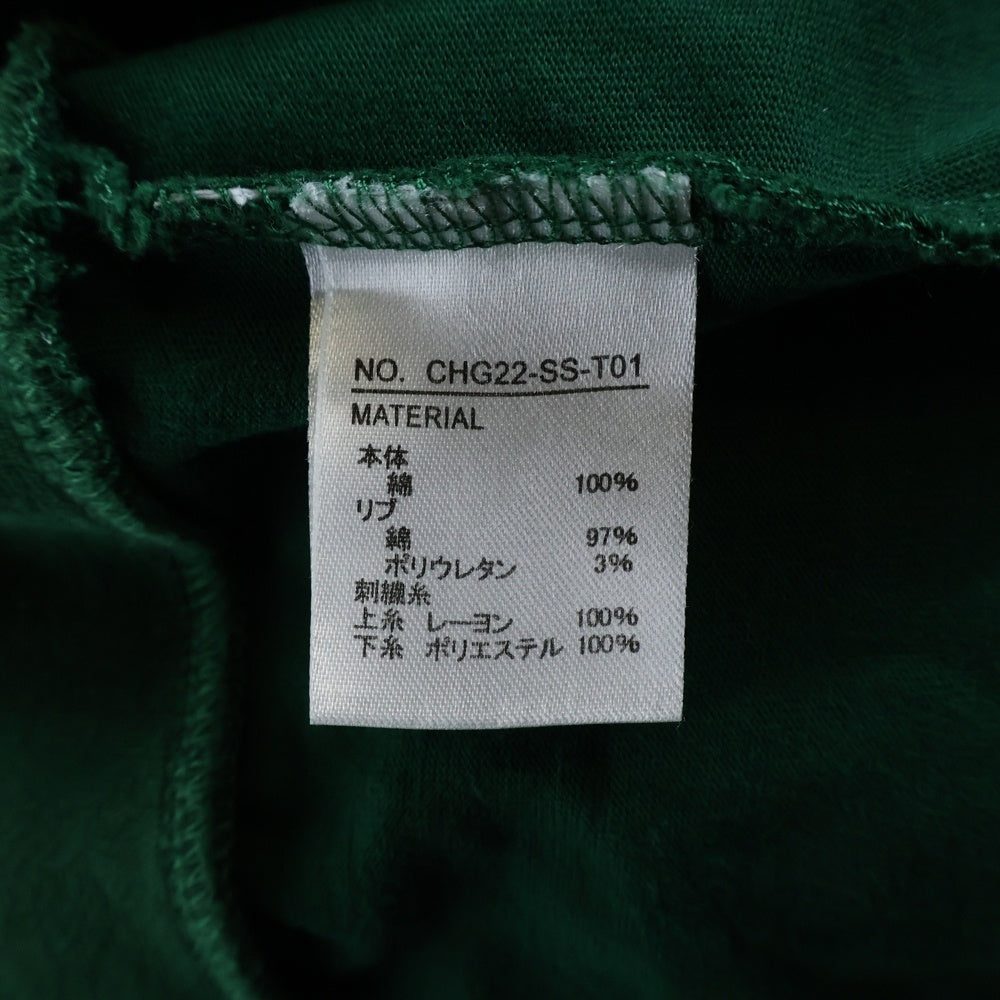 NO. CHG22-SS-T01
MATERIAL
本体
綿 100%
リブ
綿 97%
ポリウレタン 3%
刺繍糸
上糸 レーヨン 100%
下糸 ポリエステル 100%